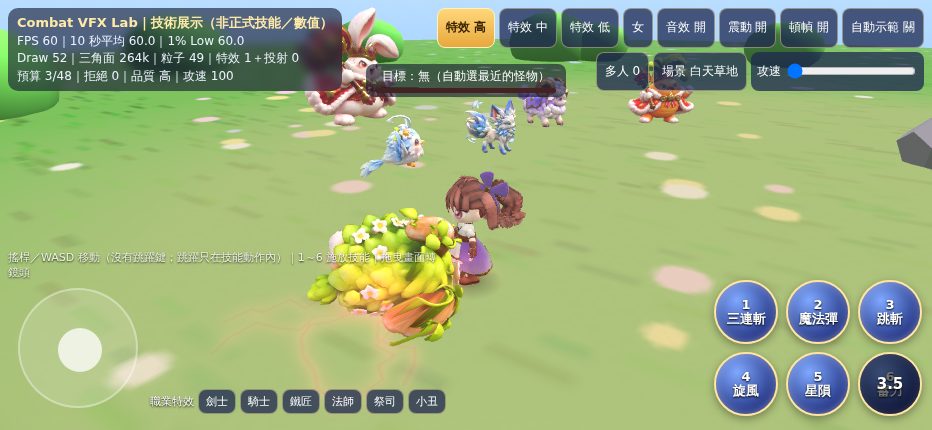 Combat VFX Lab｜技術展示（非正式技能／數值）
FPS 60｜10 秒平均 60.0｜1% Low 60.0
Draw 52｜三角面 264k｜粒子 49｜特效 1＋投射 0
預算 3/48｜拒絕 0｜品質 高｜攻速 100
特效 高
特效 中
特效 低
女
音效 開
震動 開
頓幀 開
自動示範 關
目標：無（自動選最近的怪物）
多人 0
場景 白天草地
攻速
搖桿／WASD 移動（沒有跳躍鍵；跳躍只在技能動作內）｜1～6 施放技能｜拖曳畫面轉
鏡頭
1
三連斬
2
魔法彈
3
跳斬
4
旋風
5
星隕
3.5
職業特效
劍士
騎士
鐵匠
法師
祭司
小丑